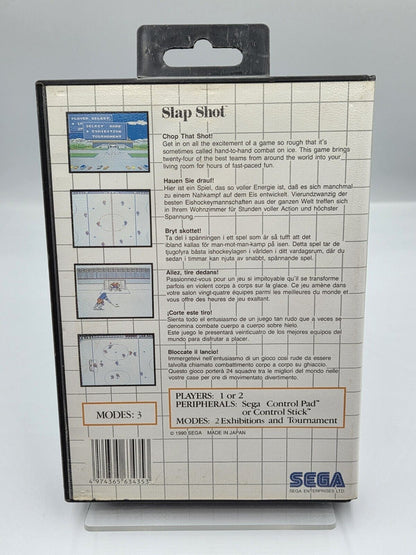 Slap Shot™
PLAYER SELECT
SELECT MODE
EXHIBITION
TOURNAMENT
Chop That Shot!
Get in on all the excitement of a game so rough that it's
sometimes called hand-to-hand combat on ice. This game brings
twenty-four of the best teams from around the world into your
living room for hours of fast-paced fun.
Hauen Sie drauf!
Hier ist ein Spiel, das so voller Energie ist, daß es sich manchmal
zu einem Nahkampf auf dem Eis entwickelt. Vierundzwanzig der
besten Eishockeymannschaften aus der ganzen Welt treffen sich
in Ihrem Wohnzimmer für Stunden voller Action und höchster
Spannung.
Bryt skottet!
Ta del i spänningen i ett spel som är så tufft att det
ibland kallas för man-mot-man-kamp på isen. Detta spel tar de
tjugofyra bästa ishockeylagen i världen i ditt vardagsrum, där du
sedan i timmar kan njuta av snabbt, spännande spel.
Allez, tire dedans!
Passionnez-vous pour un jeu si impitoyable qu'il se transforme
parfois en violent corps à corps sur la glace. Ce jeu amène dans
votre salon vingt-quatre équipes parmi les meilleures du monde et
vous offre des heures de jeu exaltant.
¡Corte este tiro!
Sienta todo el entusiasmo de un juego tan rudo que a veces se
denomina combate cuerpo a cuerpo sobre hielo.
Este juego le presentará veinticuatro de los mejores equipos del
mundo para disputar a placer.
Bloccate il lancio!
Immergetevi nell'entusiasmo di un gioco così rude da essere
talvolta chiamato combattimento corpo a corpo su ghiaccio.
Questo gioco porterà 24 squadre tra le migliori del mondo nelle
vostre case per ore di movimentato divertimento.
MODES: 3
PLAYERS: 1 or 2
PERIPHERALS: Sega Control Pad™
or Control Stick™
MODES: 2 Exhibitions and Tournament
© 1990 SEGA MADE IN JAPAN
4 974365 634353
SEGA
SEGA ENTERPRISES LTD.